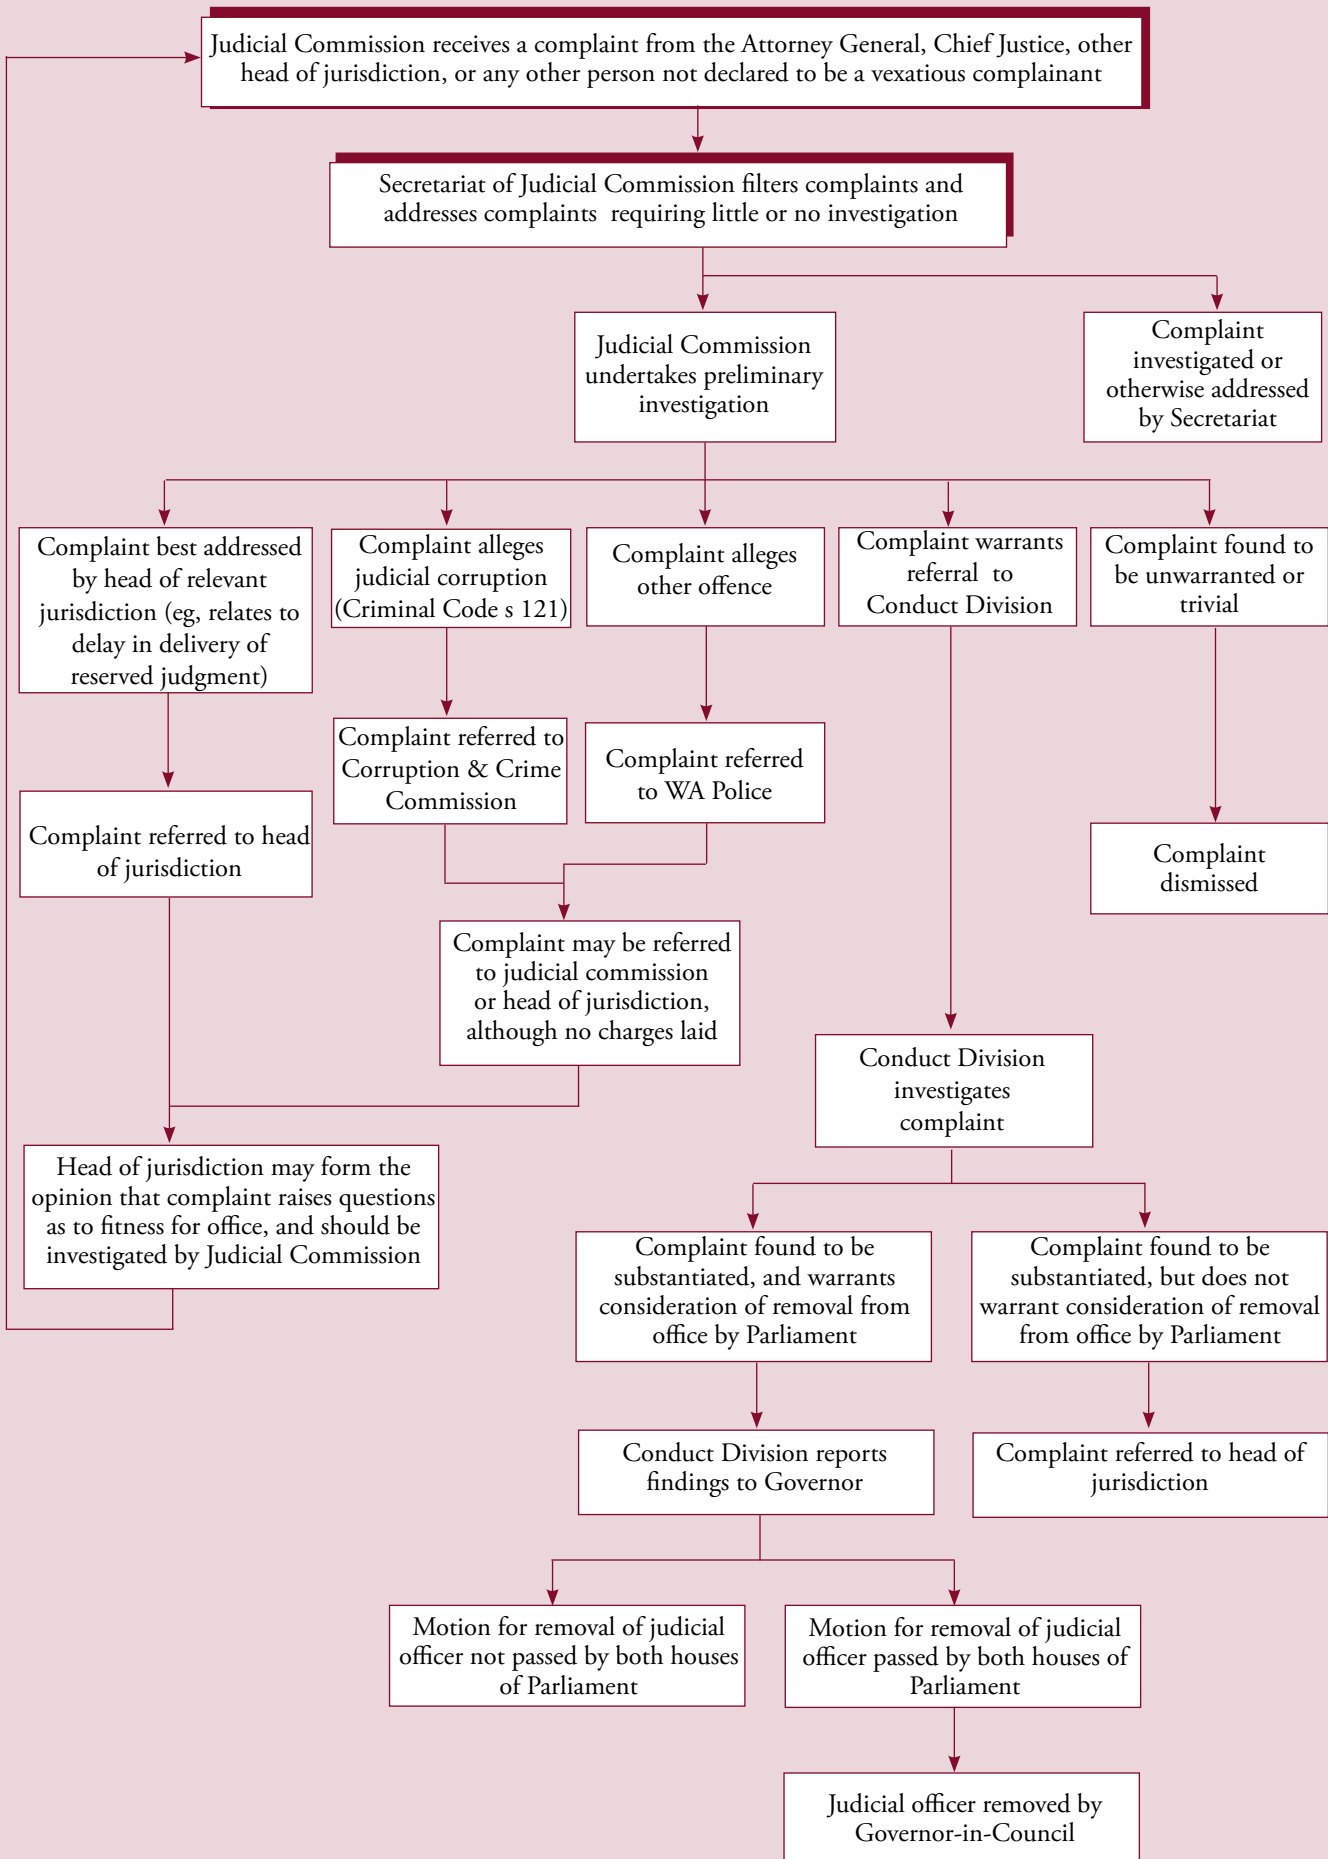 Judicial Commission receives a complaint from the Attorney General, Chief Justice, other
head of jurisdiction, or any other person not declared to be a vexatious complainant
Secretariat of Judicial Commission filters complaints and
addresses complaints requiring little or no investigation
Judicial Commission
undertakes preliminary
investigation
Complaint
investigated or
otherwise addressed
by Secretariat
Complaint best addressed
by head of relevant
jurisdiction (eg, relates to
delay in delivery of
reserved judgment)
Complaint alleges
judicial corruption
(Criminal Code s 121)
Complaint alleges
other offence
Complaint warrants
referral to
Conduct Division
Complaint found to
be unwarranted or
trivial
Complaint referred to
Corruption & Crime
Commission
Complaint referred
to WA Police
Complaint referred to head
of jurisdiction
Complaint
dismissed
Complaint may be referred
to judicial commission
or head of jurisdiction,
although no charges laid
Conduct Division
investigates
complaint
Head of jurisdiction may form the
opinion that complaint raises questions
as to fitness for office, and should be
investigated by Judicial Commission
Complaint found to be
substantiated, and warrants
consideration of removal from
office by Parliament
Complaint found to be
substantiated, but does not
warrant consideration of removal
from office by Parliament
Conduct Division reports
findings to Governor
Complaint referred to head of
jurisdiction
Motion for removal of judicial
officer not passed by both houses
of Parliament
Motion for removal of judicial
officer passed by both houses of
Parliament
Judicial officer removed by
Governor-in-Council